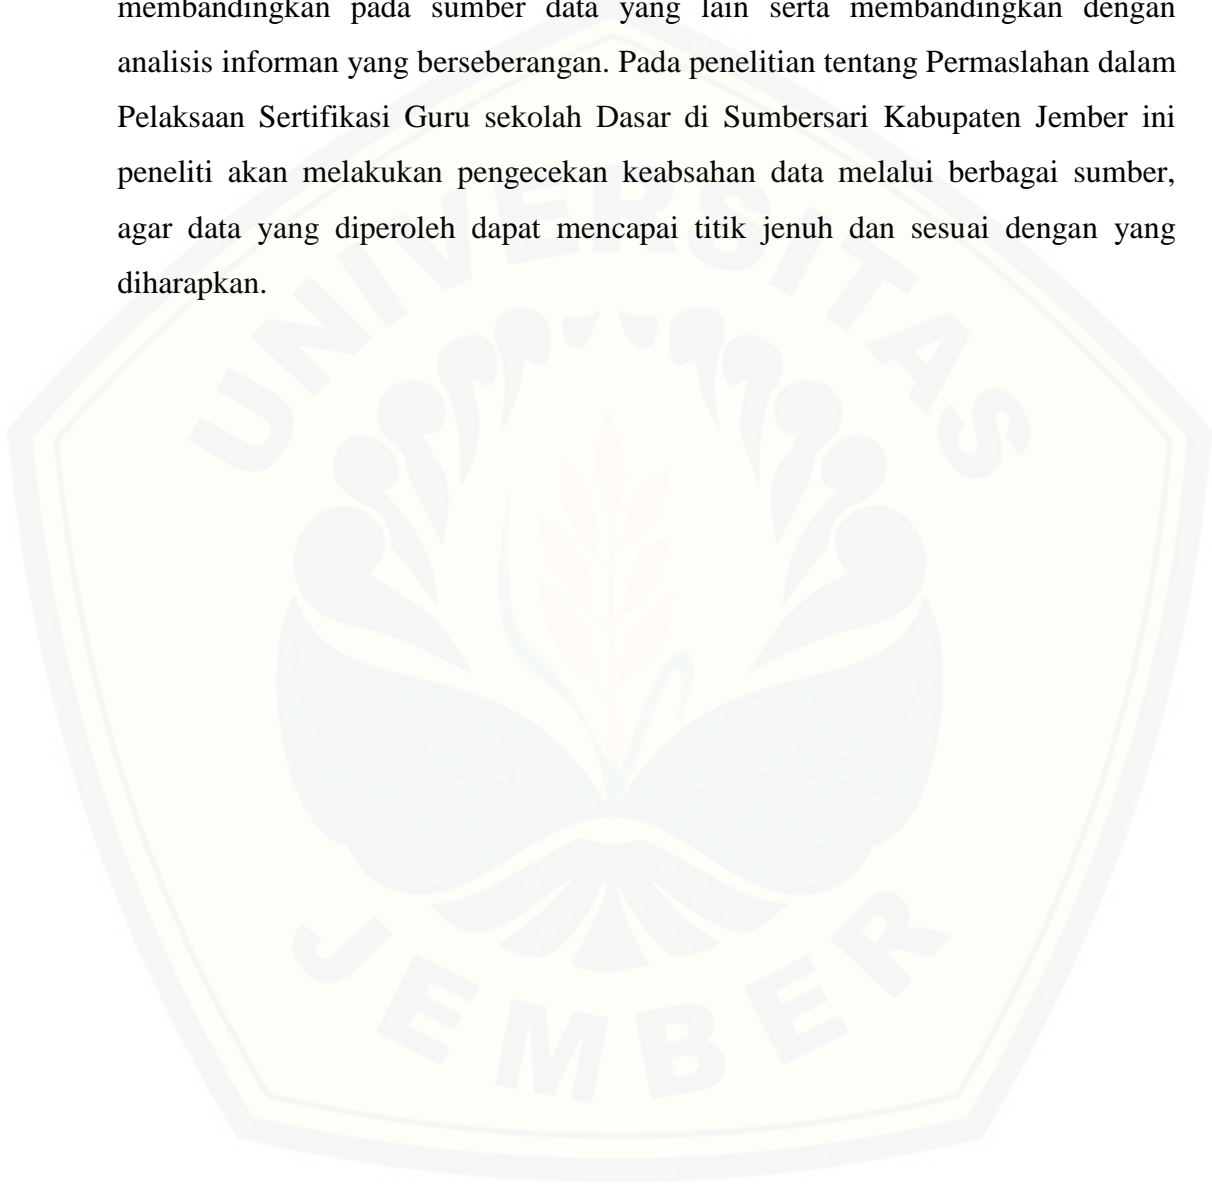 membandingkan pada sumber data yang lain serta membandingkan dengan
analisis informan yang berseberangan. Pada penelitian tentang Permaslahan dalam
Pelaksaan Sertifikasi Guru sekolah Dasar di Sumbersari Kabupaten Jember ini
peneliti akan melakukan pengecekan keabsahan data melalui berbagai sumber,
agar data yang diperoleh dapat mencapai titik jenuh dan sesuai dengan yang
diharapkan.
UNIVERSITAS
JEMBER